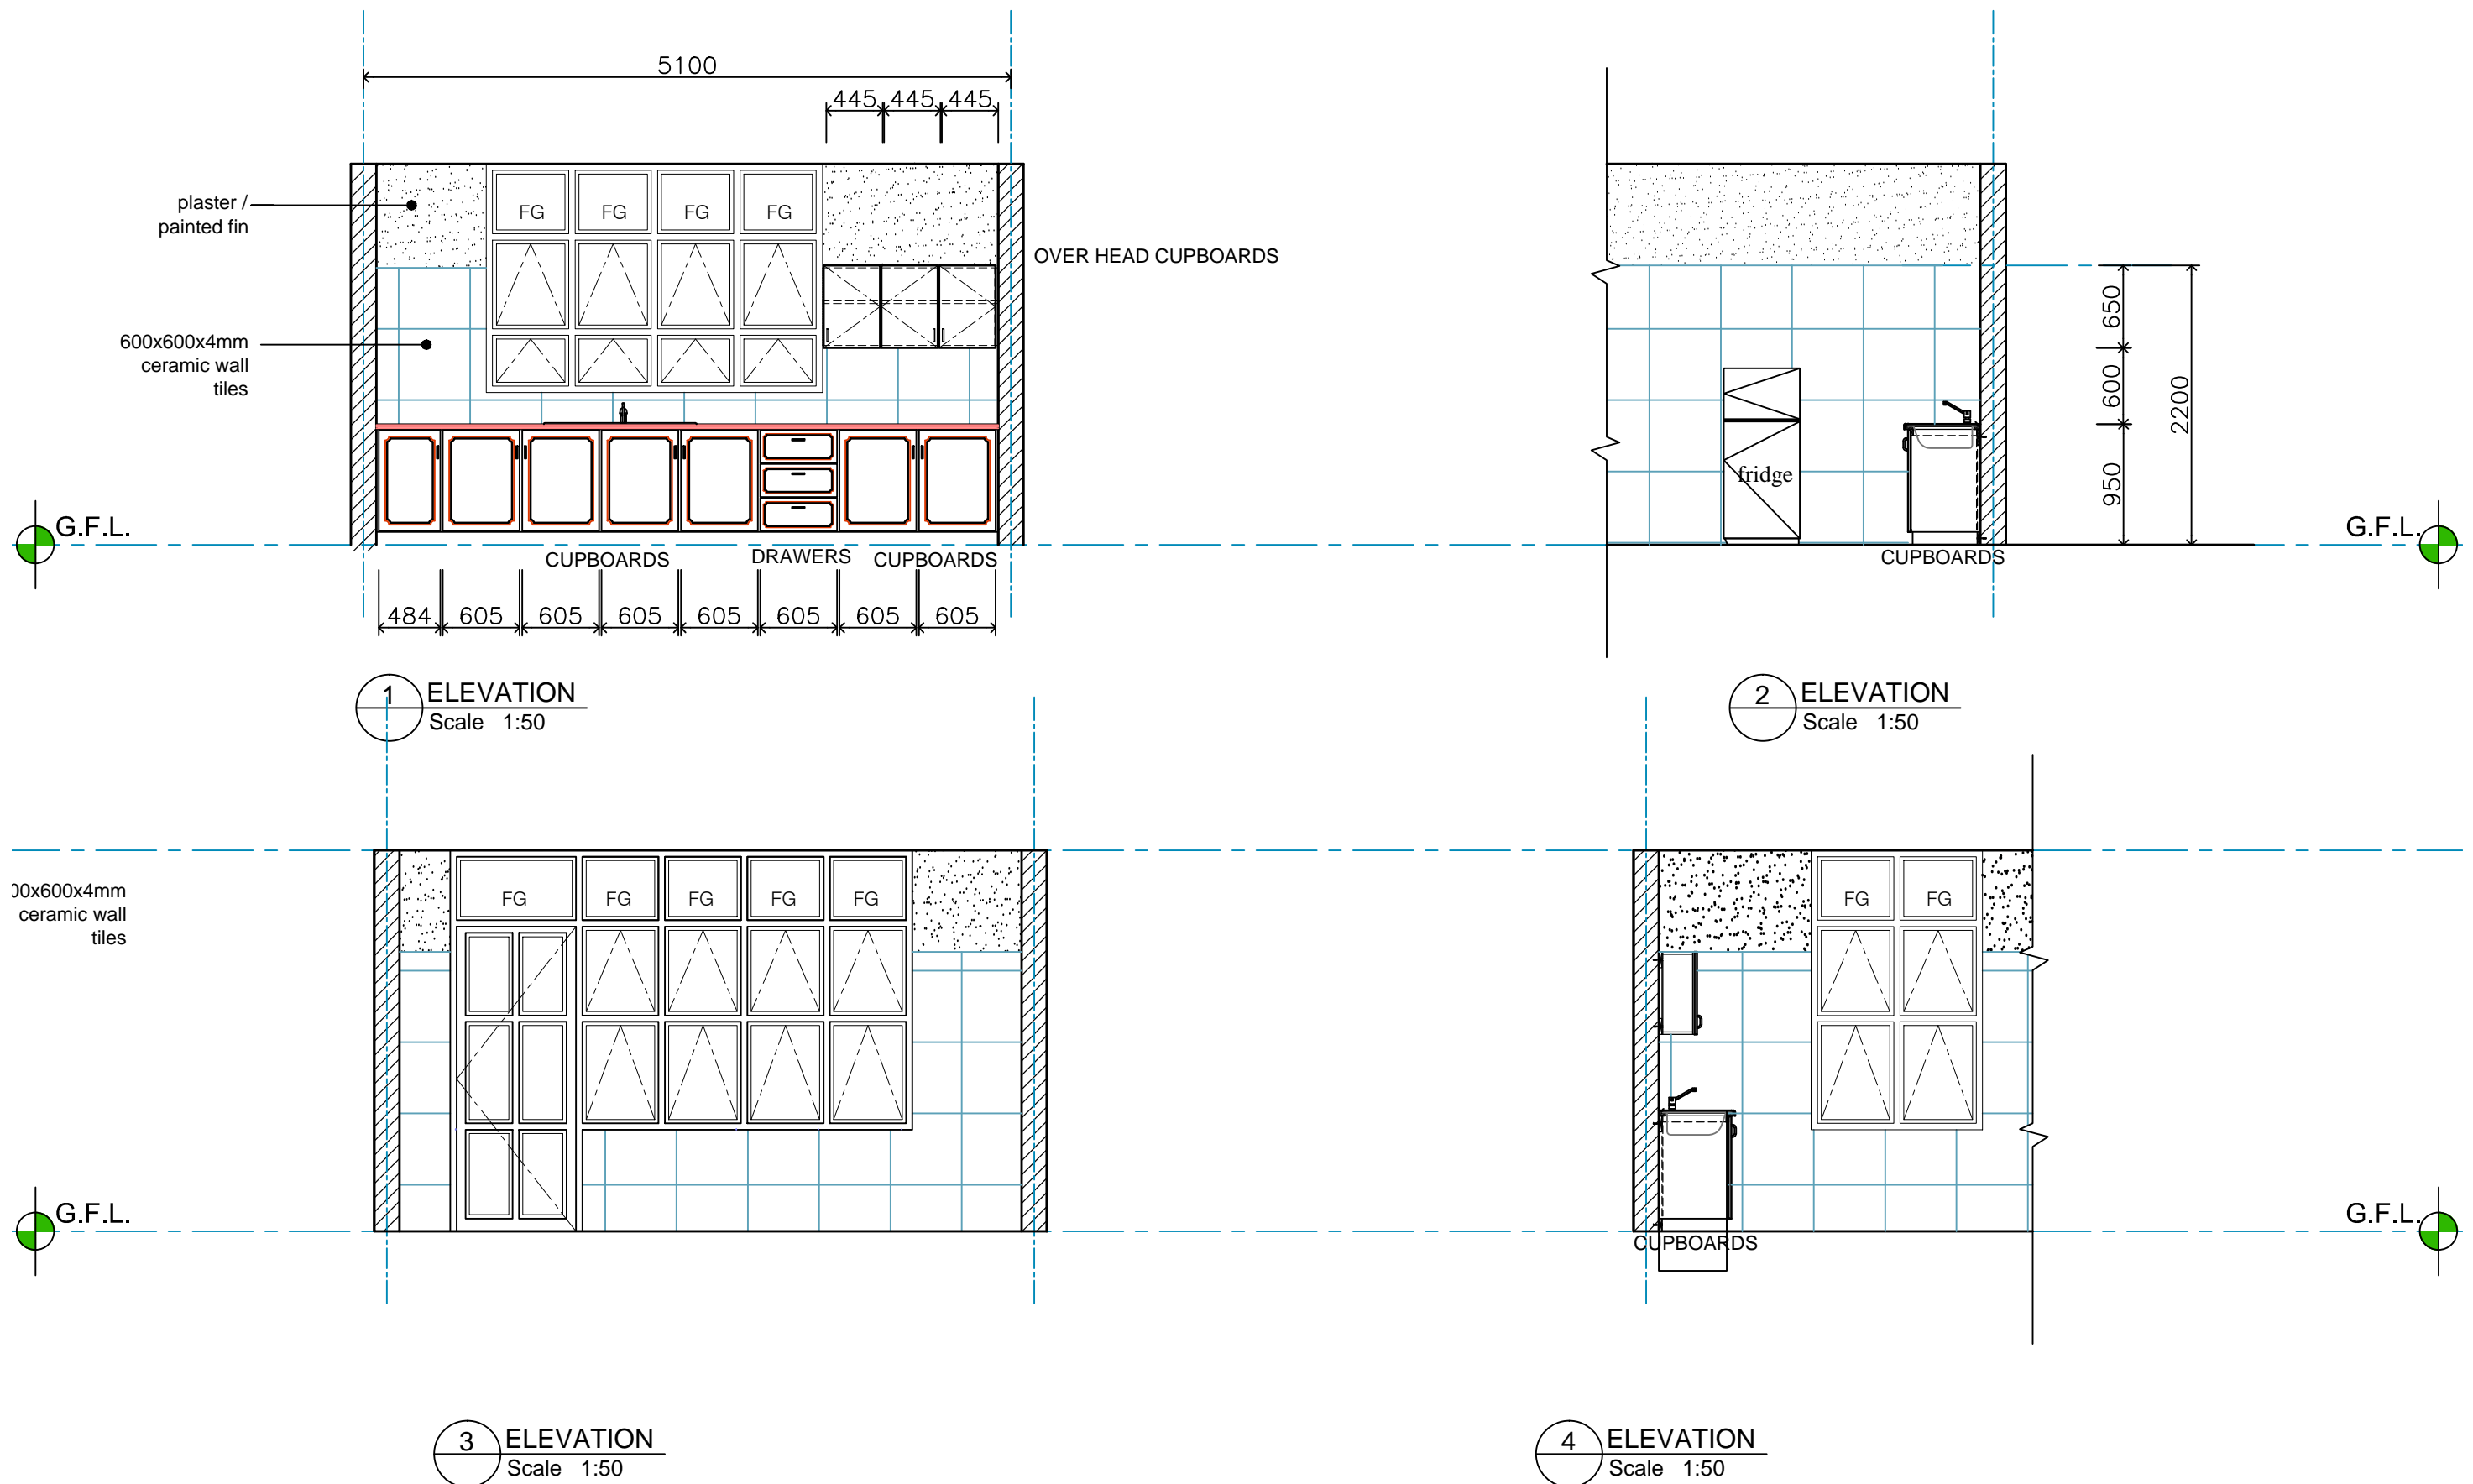 5100
445 445 445
plaster /
painted fin
FG FG FG FG
OVER HEAD CUPBOARDS
600x600x4mm
ceramic wall
tiles
G.F.L.
CUPBOARDS DRAWERS CUPBOARDS
484 605 605 605 605 605 605 605
1 ELEVATION
Scale 1:50
650
600
950
2200
fridge
CUPBOARDS
G.F.L.
2 ELEVATION
Scale 1:50
00x600x4mm
ceramic wall
tiles
FG FG FG FG FG
G.F.L.
3 ELEVATION
Scale 1:50
FG FG
CUPBOARDS
G.F.L.
4 ELEVATION
Scale 1:50